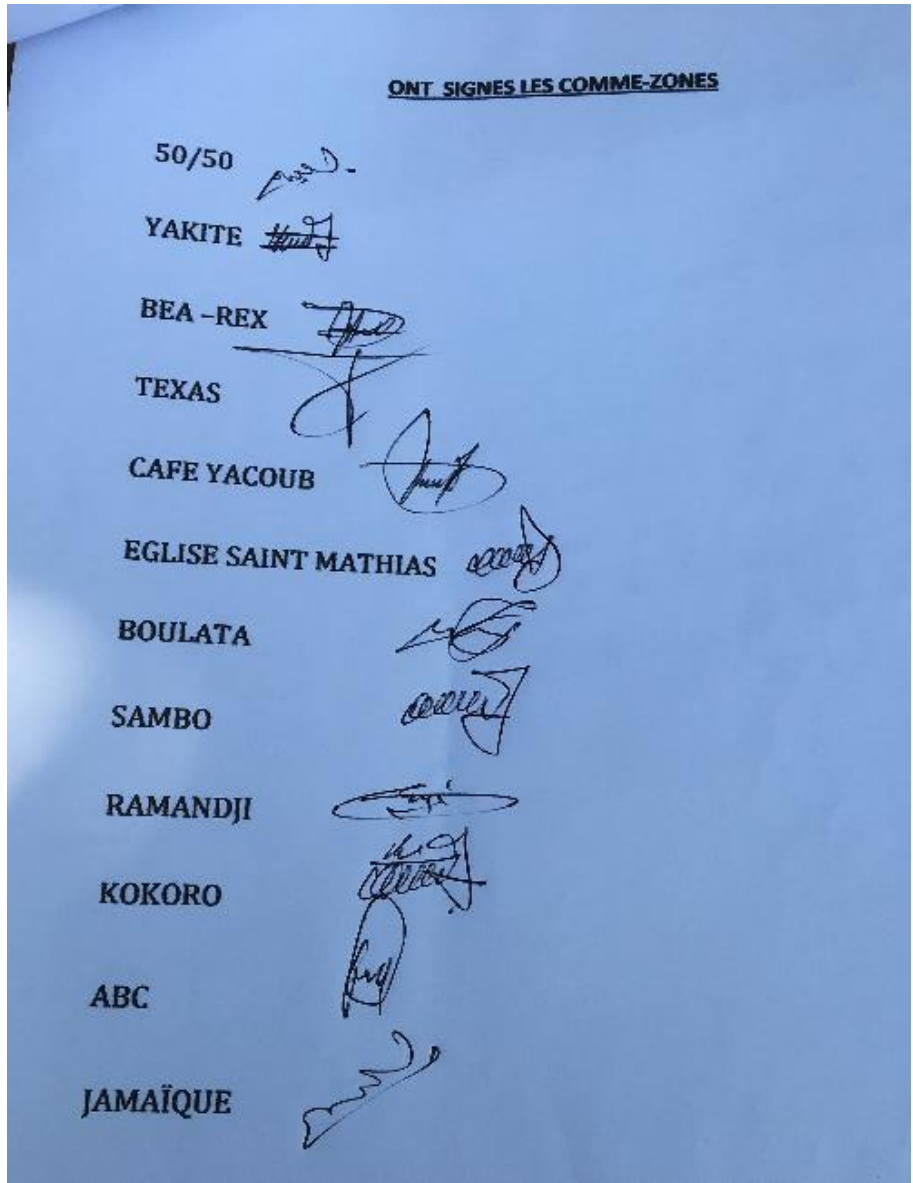 ONT SIGNES LES COMME-ZONES
50/50
YAKITE
BEA –REX
TEXAS
CAFE YACOUB
EGLISE SAINT MATHIAS
BOULATA
SAMBO
RAMANDJI
KOKORO
ABC
JAMAÏQUE